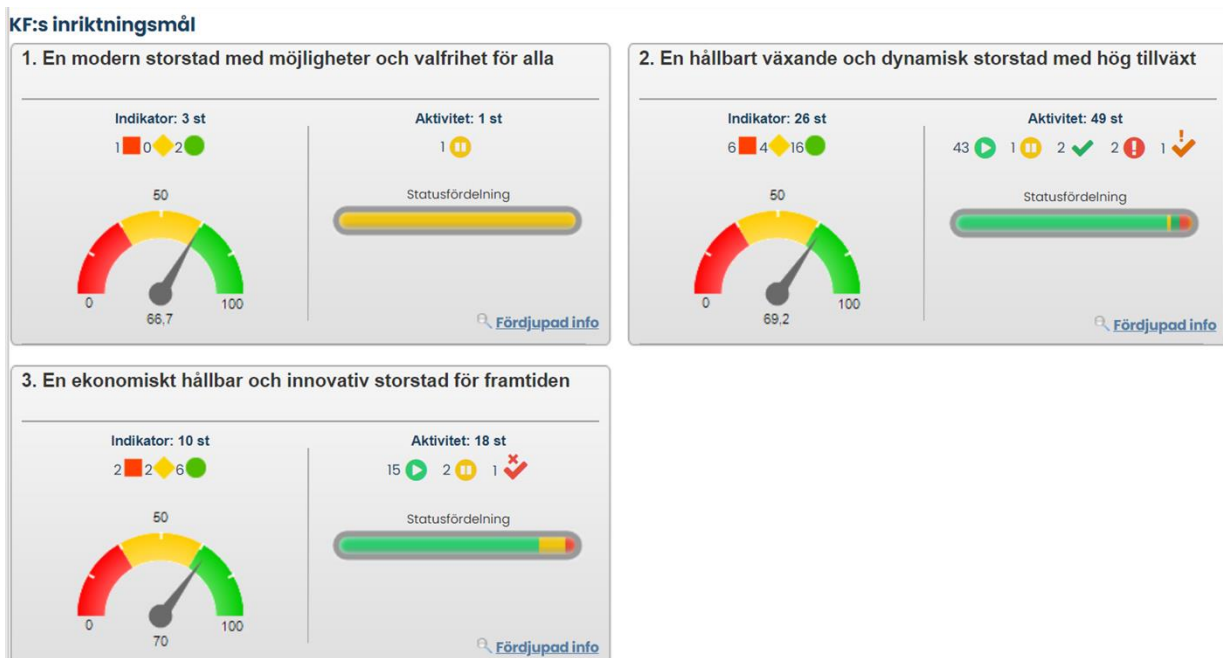 KF:s inriktningsmål
1. En modern storstad med möjligheter och valfrihet för alla
Indikator: 3 st
1 0 2
50
0
100
66,7
Aktivitet: 1 st
1
Statusfördelning
Fördjupad info
2. En hållbart växande och dynamisk storstad med hög tillväxt
Indikator: 26 st
6 4 16
50
0
100
69,2
Aktivitet: 49 st
43 1 2 2 1
Statusfördelning
Fördjupad info
3. En ekonomiskt hållbar och innovativ storstad för framtiden
Indikator: 10 st
2 2 6
50
0
100
70
Aktivitet: 18 st
15 2 1
Statusfördelning
Fördjupad info